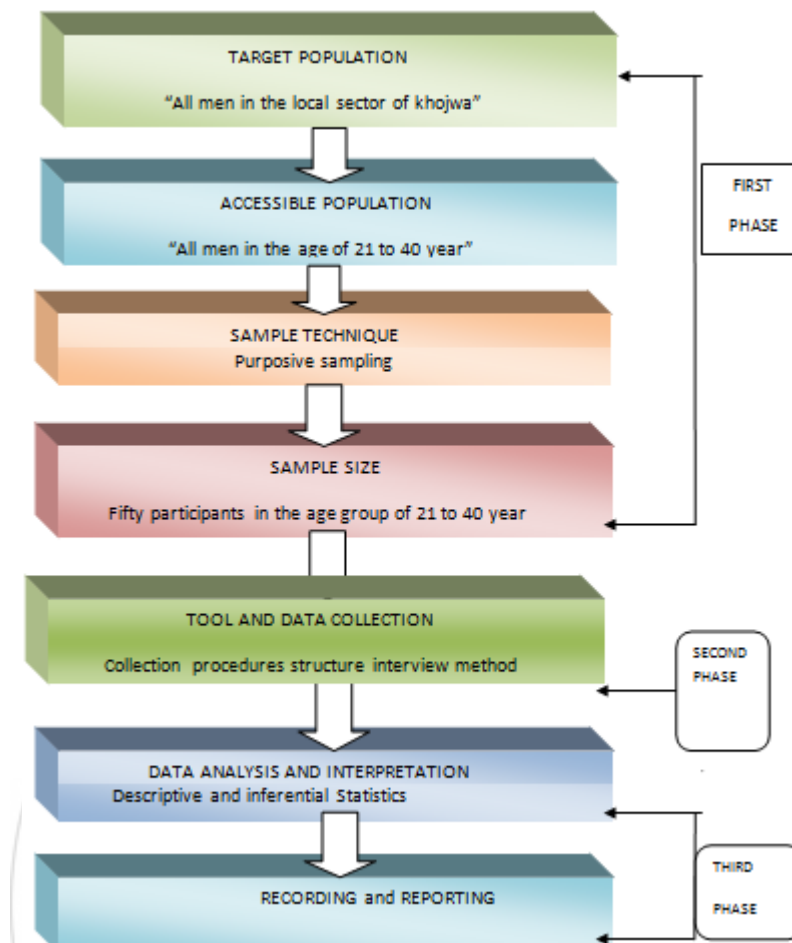 TARGET POPULATION
“All men in the local sector of khojwa”
ACCESSIBLE POPULATION
“All men in the age of 21 to 40 year”
SAMPLE TECHNIQUE
Purposive sampling
SAMPLE SIZE
Fifty participants in the age group of 21 to 40 year
TOOL AND DATA COLLECTION
Collection procedures structure interview method
DATA ANALYSIS AND INTERPRETATION
Descriptive and inferential Statistics
RECORDING and REPORTING
FIRST
PHASE
SECOND
PHASE
THIRD
PHASE